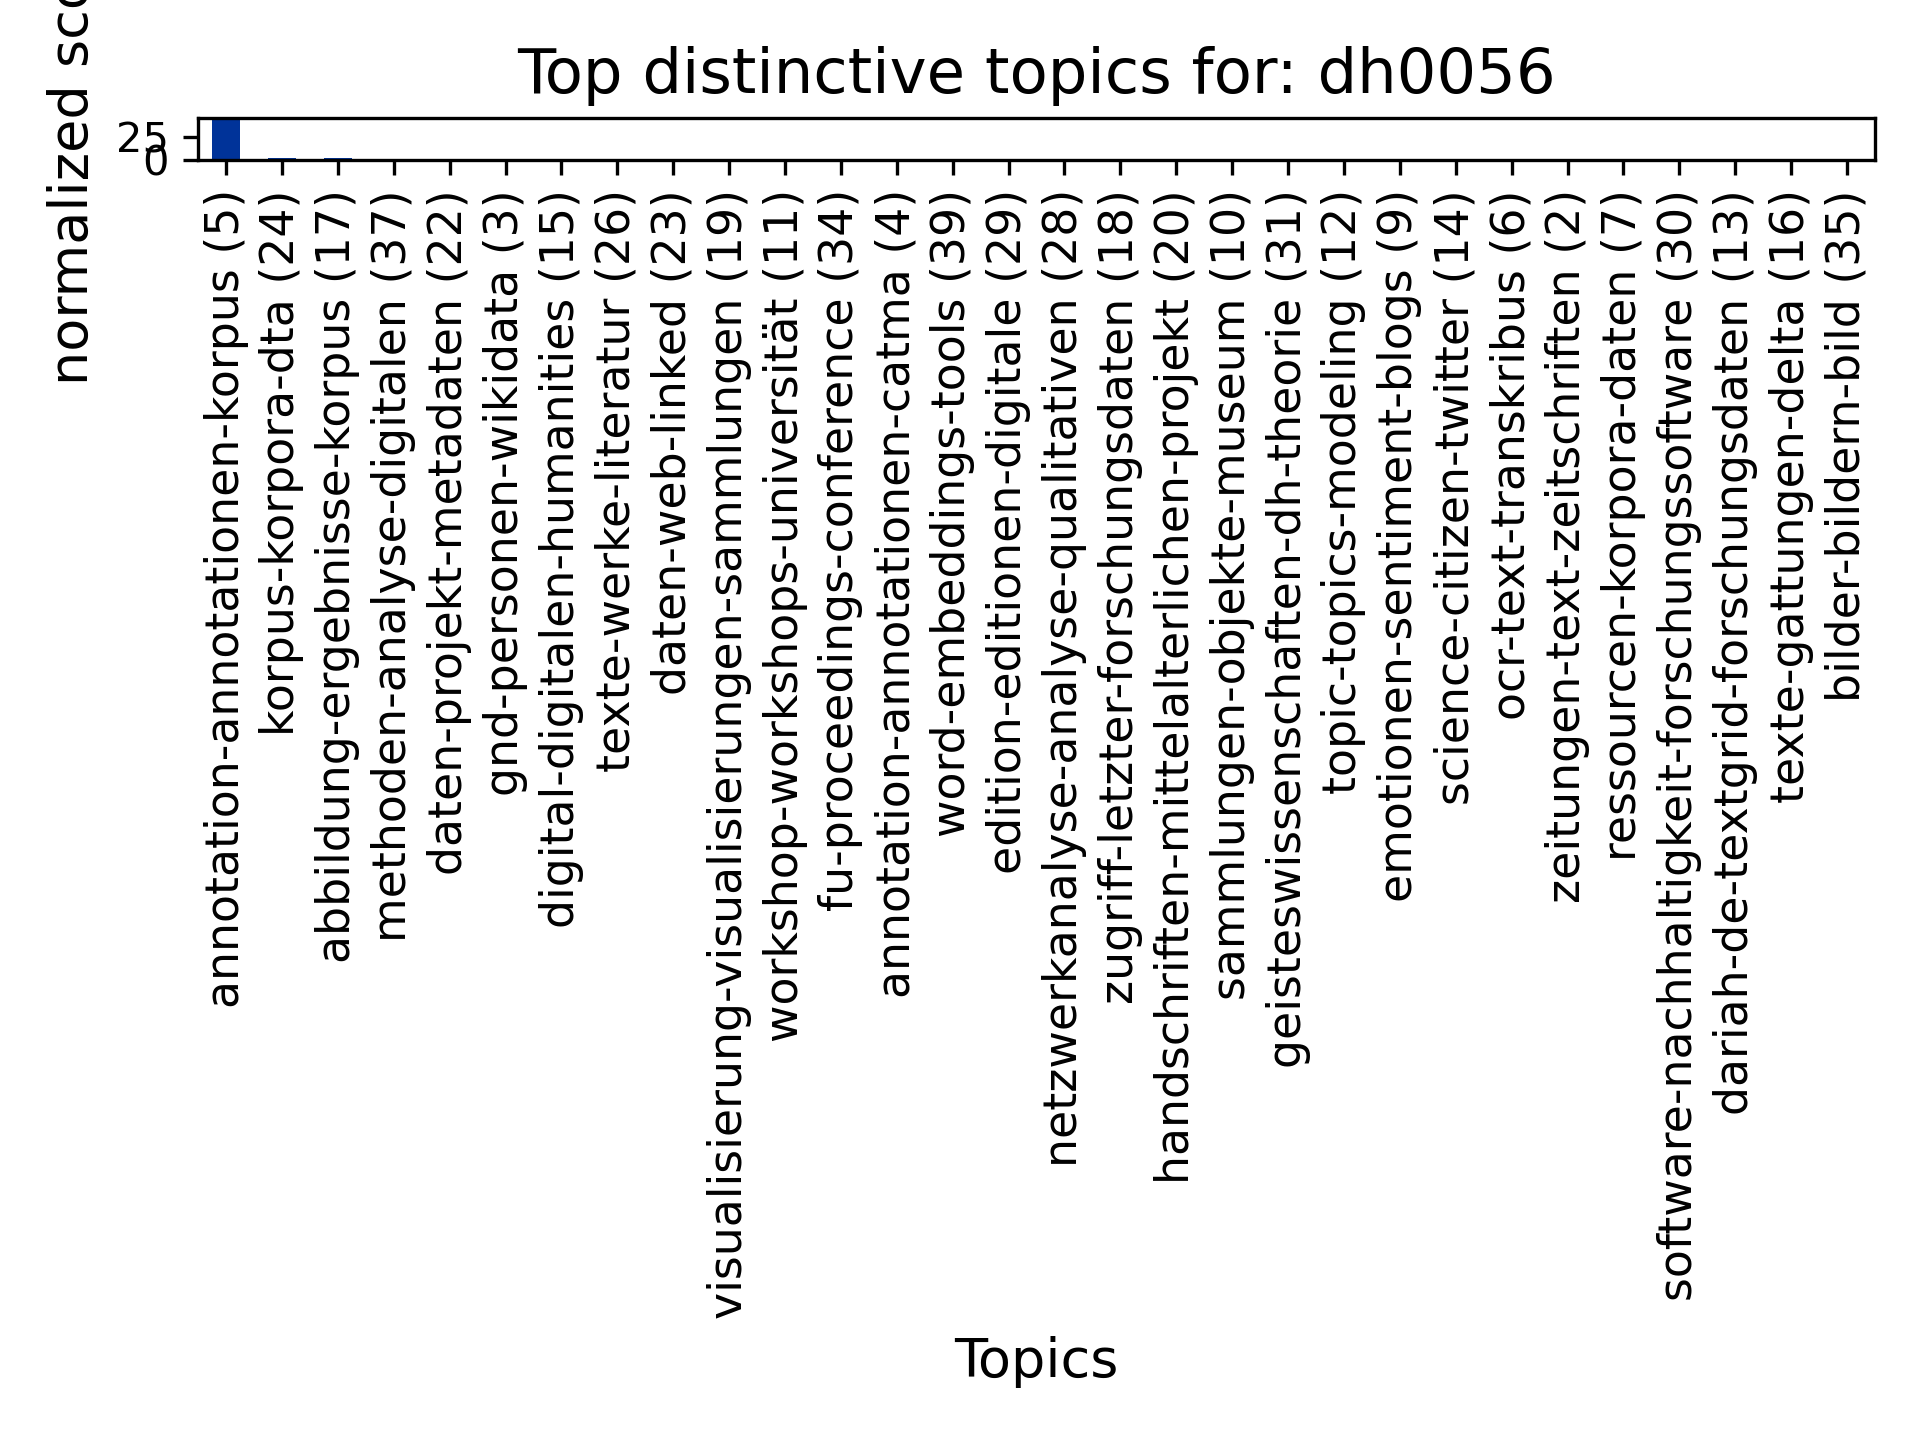 Top distinctive topics for: dh0056
normalized
25
0
annotation-annotationen-korpus (5)
korpus-korpora-dta (24)
abbildung-ergebnisse-korpus (17)
methoden-analyse-digitalen (37)
daten-projekt-metadaten (22)
gnd-personen-wikidata (3)
digital-digitalen-humanities (15)
texte-werke-literatur (26)
daten-web-linked (23)
visualisierung-visualisierungen-sammlungen (19)
workshop-workshops-universität (11)
fu-proceedings-conference (34)
annotation-annotationen-catma (4)
word-embeddings-tools (39)
edition-editionen-digitale (29)
netzwerkanalyse-analyse-qualitativen (28)
zugriff-letzter-forschungsdaten (18)
handschriften-mittelalterlichen-projekt (20)
sammlungen-objekte-museum (10)
geisteswissenschaften-dh-theorie (31)
topic-topics-modeling (12)
emotionen-sentiment-blogs (9)
science-citizen-twitter (14)
ocr-text-transkribus (6)
zeitungen-text-zeitschriften (2)
ressourcen-korpora-daten (7)
software-nachhaltigkeit-forschungssoftware (30)
dariah-de-textgrid-forschungsdaten (13)
texte-gattungen-delta (16)
bilder-bildern-bild (35)
Topics